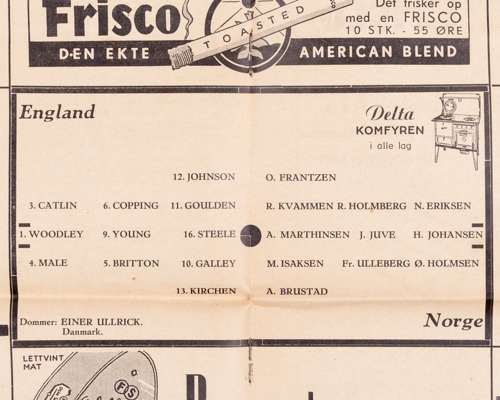 Frisco
TOASTED
Det frisker op
med en FRISCO
10 STK. - 55 ØRE
DEN EKTE AMERICAN BLEND
England
Delta
KOMFYREN
i alle lag
12. JOHNSON O. FRANTZEN
3. CATLIN 6. COPPING 11. GOULDEN R. KVAMMEN R. HOLMBERG N. ERIKSEN
1. WOODLEY 9. YOUNG 16. STEELE A. MARTHINSEN J. JUVE H. JOHANSEN
4. MALE 5. BRITTON 10. GALLEY M. ISAKSEN Fr. ULLEBERG Ø. HOLMSEN
13. KIRCHEN A. BRUSTAD
Dommer: EINER ULLRICK.
Danmark.
Norge
LETTVINT
MAT
FS